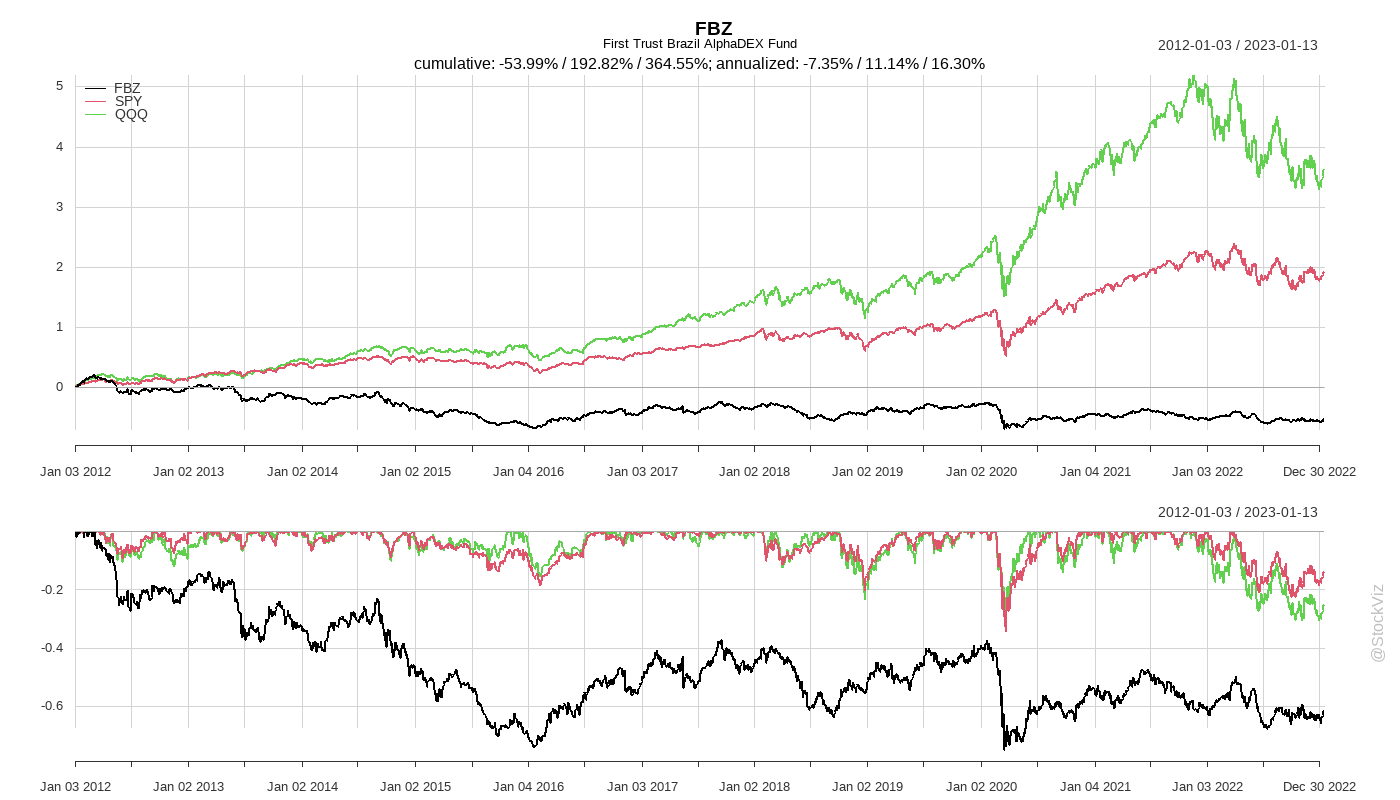 FBZ
First Trust Brazil AlphaDEX Fund
2012-01-03 / 2023-01-13
cumulative: -53.99% / 192.82% / 364.55%; annualized: -7.35% / 11.14% / 16.30%
FBZ
SPY
QQQ
5
4
3
2
1
0
Jan 03 2012 Jan 02 2013 Jan 02 2014 Jan 02 2015 Jan 04 2016 Jan 03 2017 Jan 02 2018 Jan 02 2019 Jan 02 2020 Jan 04 2021 Jan 03 2022 Dec 30 2022
2012-01-03 / 2023-01-13
-0.2
-0.4
-0.6
Jan 03 2012 Jan 02 2013 Jan 02 2014 Jan 02 2015 Jan 04 2016 Jan 03 2017 Jan 02 2018 Jan 02 2019 Jan 02 2020 Jan 04 2021 Jan 03 2022 Dec 30 2022
@StockViz